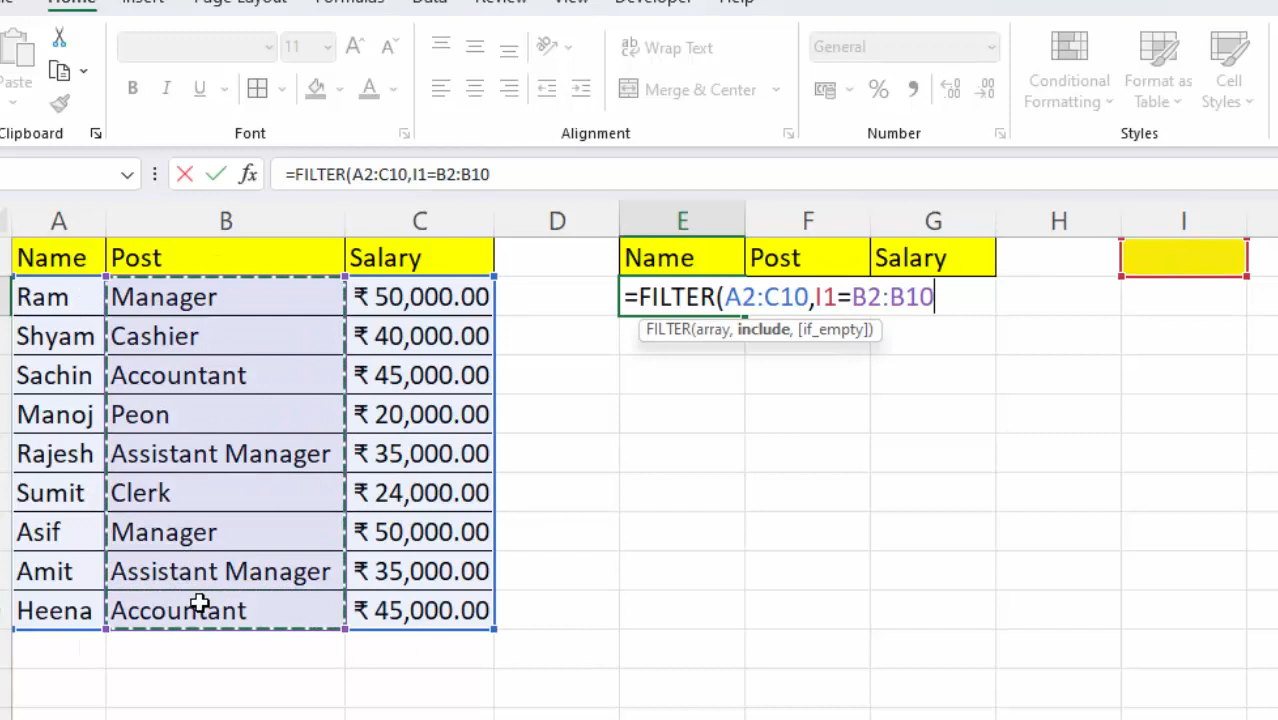 Home Insert Page Layout Formulas Data Review View Developer Help
11 A A ab Wrap Text General
Paste B I U A Merge & Center % Conditional Formatting Format as Table Cell Styles
Clipboard Font Alignment Number Styles
fx =FILTER(A2:C10,I1=B2:B10
A B C D E F G H I
Name Post Salary Name Post Salary
Ram Manager ₹ 50,000.00 =FILTER(A2:C10,I1=B2:B10
Shyam Cashier ₹ 40,000.00 FILTER(array, include, [if_empty])
Sachin Accountant ₹ 45,000.00
Manoj Peon ₹ 20,000.00
Rajesh Assistant Manager ₹ 35,000.00
Sumit Clerk ₹ 24,000.00
Asif Manager ₹ 50,000.00
Amit Assistant Manager ₹ 35,000.00
Heena Accountant ₹ 45,000.00